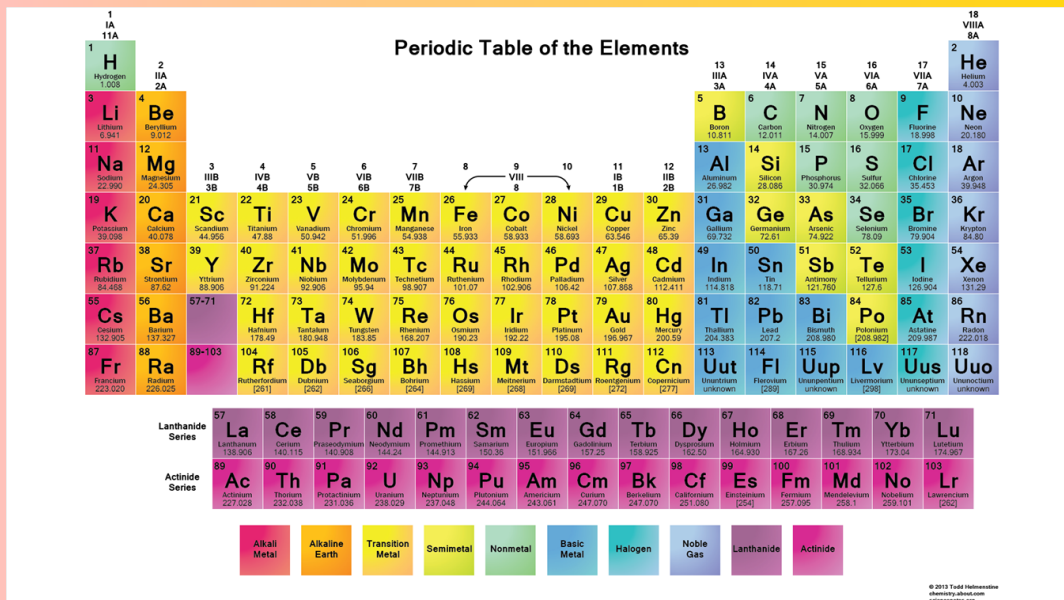 Periodic Table of the Elements
1
IA
11A
18
VIIIA
8A
2
IIA
2A
13 14 15 16 17
IIIA IVA VA VIA VIIA
3A 4A 5A 6A 7A
3 4 5 6 7 8 9 10 11 12
IIIB IVB VB VIB VIIB VIII IB IIB
3B 4B 5B 6B 7B 8 1B 2B
1 2
H He
Hydrogen Helium
1.008 4.003
3 4 5 6 7 8 9 10
Li Be B C N O F Ne
Lithium Beryllium Boron Carbon Nitrogen Oxygen Fluorine Neon
6.941 9.012 10.811 12.011 14.007 15.999 18.998 20.180
11 12 13 14 15 16 17 18
Na Mg Al Si P S Cl Ar
Sodium Magnesium Aluminum Silicon Phosphorus Sulfur Chlorine Argon
22.990 24.305 26.982 28.086 30.974 32.066 35.453 39.948
19 20 21 22 23 24 25 26 27 28 29 30 31 32 33 34 35 36
K Ca Sc Ti V Cr Mn Fe Co Ni Cu Zn Ga Ge As Se Br Kr
Potassium Calcium Scandium Titanium Vanadium Chromium Manganese Iron Cobalt Nickel Copper Zinc Gallium Germanium Arsenic Selenium Bromine Krypton
39.098 40.078 44.956 47.88 50.942 51.996 54.938 55.933 58.933 58.693 63.546 65.39 69.732 72.61 74.922 78.09 79.904 84.80
37 38 39 40 41 42 43 44 45 46 47 48 49 50 51 52 53 54
Rb Sr Y Zr Nb Mo Tc Ru Rh Pd Ag Cd In Sn Sb Te I Xe
Rubidium Strontium Yttrium Zirconium Niobium Molybdenum Technetium Ruthenium Rhodium Palladium Silver Cadmium Indium Tin Antimony Tellurium Iodine Xenon
84.468 87.62 88.906 91.224 92.906 95.94 98.907 101.07 102.906 106.42 107.868 112.411 114.818 118.71 121.760 127.6 126.904 131.29
55 56 57-71 72 73 74 75 76 77 78 79 80 81 82 83 84 85 86
Cs Ba Hf Ta W Re Os Ir Pt Au Hg Tl Pb Bi Po At Rn
Cesium Barium Hafnium Tantalum Tungsten Rhenium Osmium Iridium Platinum Gold Mercury Thallium Lead Bismuth Polonium Astatine Radon
132.905 137.327 178.49 180.948 183.85 168.207 190.23 192.22 195.08 196.967 200.59 204.383 207.2 208.980 [208.982] 209.987 222.018
87 88 89-103 104 105 106 107 108 109 110 111 112 113 114 115 116 117 118
Fr Ra Rf Db Sg Bh Hs Mt Ds Rg Cn Uut Fl Uup Lv Uus Uuo
Francium Radium Rutherfordium Dubnium Seaborgium Bohrium Hassium Meitnerium Darmstadtium Roentgenium Copernicium Ununtrium Flerovium Ununpentium Livermorium Ununseptium Ununoctium
223.020 226.025 [261] [262] [266] [264] [269] [268] [269] [272] [277] unknown [289] unknown [298] unknown unknown
Lanthanide
Series
57 58 59 60 61 62 63 64 65 66 67 68 69 70 71
La Ce Pr Nd Pm Sm Eu Gd Tb Dy Ho Er Tm Yb Lu
Lanthanum Cerium Praseodymium Neodymium Promethium Samarium Europium Gadolinium Terbium Dysprosium Holmium Erbium Thulium Ytterbium Lutetium
138.906 140.115 140.908 144.24 144.913 150.36 151.966 157.25 158.925 162.50 164.930 167.26 168.934 173.04 174.967
Actinide
Series
89 90 91 92 93 94 95 96 97 98 99 100 101 102 103
Ac Th Pa U Np Pu Am Cm Bk Cf Es Fm Md No Lr
Actinium Thorium Protactinium Uranium Neptunium Plutonium Americium Curium Berkelium Californium Einsteinium Fermium Mendelevium Nobelium Lawrencium
227.028 232.038 231.036 238.029 237.048 244.064 243.061 247.070 247.070 251.080 [254] 257.095 258.1 259.101 [262]
Alkali
Metal
Alkaline
Earth
Transition
Metal
Semimetal
Nonmetal
Basic
Metal
Halogen
Noble
Gas
Lanthanide
Actinide
© 2013 Todd Helmenstine
chemistry.about.com